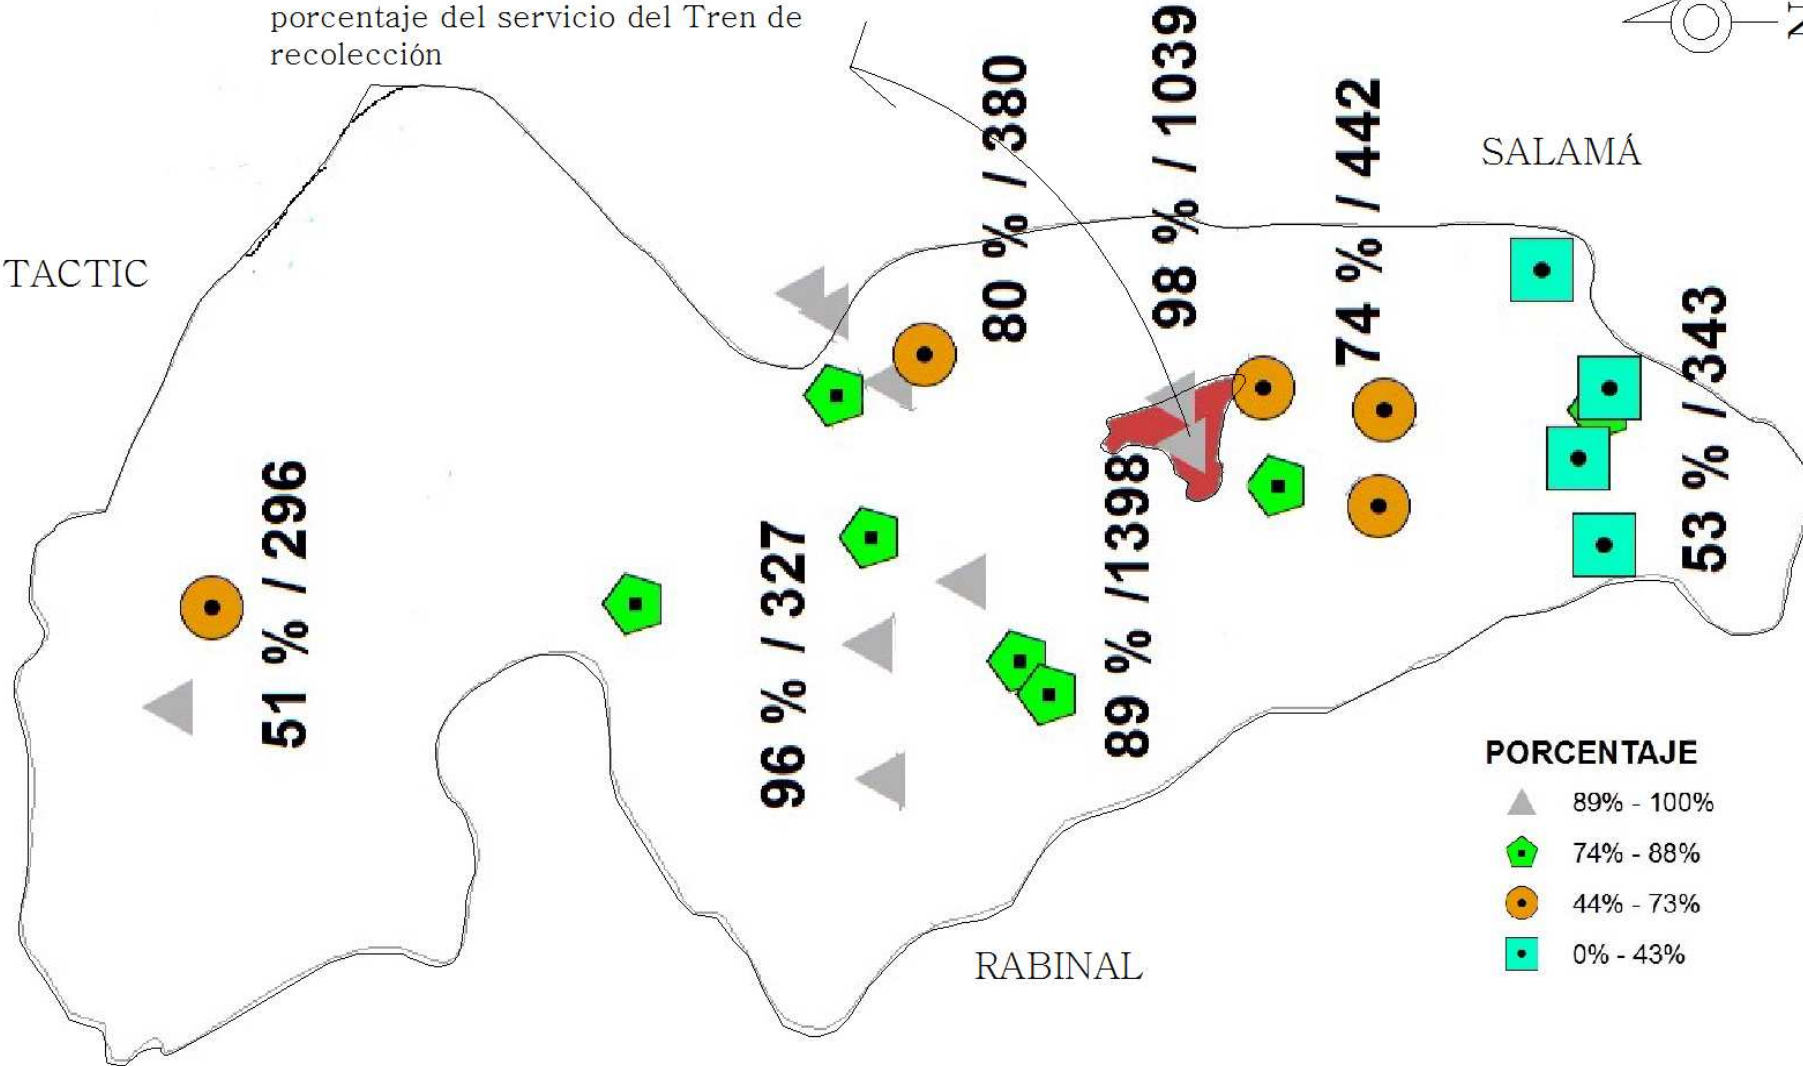 porcentaje del servicio del Tren de
recolección
N
SALAMÁ
TACTIC
80 % / 380
98 % / 1039
74 % / 442
53 % / 343
51 % / 296
96 % / 327
89 % /1398
RABINAL
PORCENTAJE
89% - 100%
74% - 88%
44% - 73%
0% - 43%